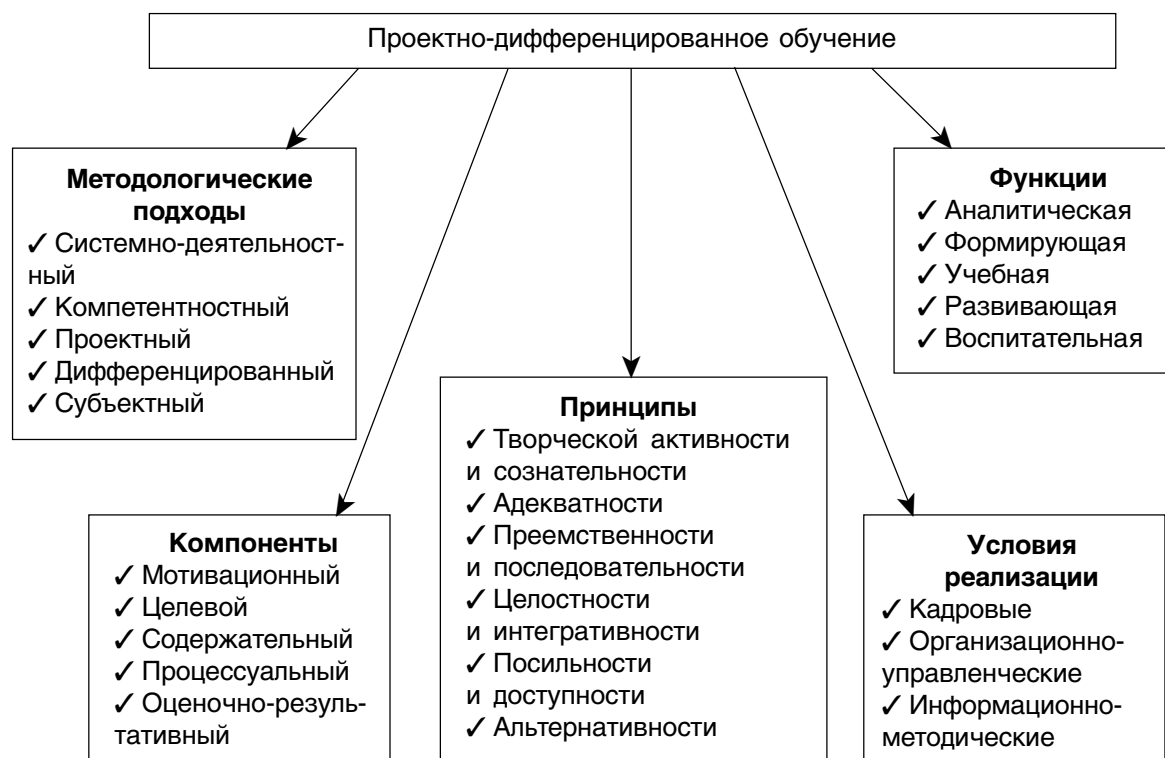 Проектно-дифференцированное обучение
Методологические
подходы
✓ Системно-деятельност-
ный
✓ Компетентностный
✓ Проектный
✓ Дифференцированный
✓ Субъектный
Функции
✓ Аналитическая
✓ Формирующая
✓ Учебная
✓ Развивающая
✓ Воспитательная
Компоненты
✓ Мотивационный
✓ Целевой
✓ Содержательный
✓ Процессуальный
✓ Оценочно-резуль-
тативный
Принципы
✓ Творческой активности
и сознательности
✓ Адекватности
✓ Преемственности
и последовательности
✓ Целостности
и интегративности
✓ Посильности
и доступности
✓ Альтернативности
Условия
реализации
✓ Кадровые
✓ Организационно-
управленческие
✓ Информационно-
методические